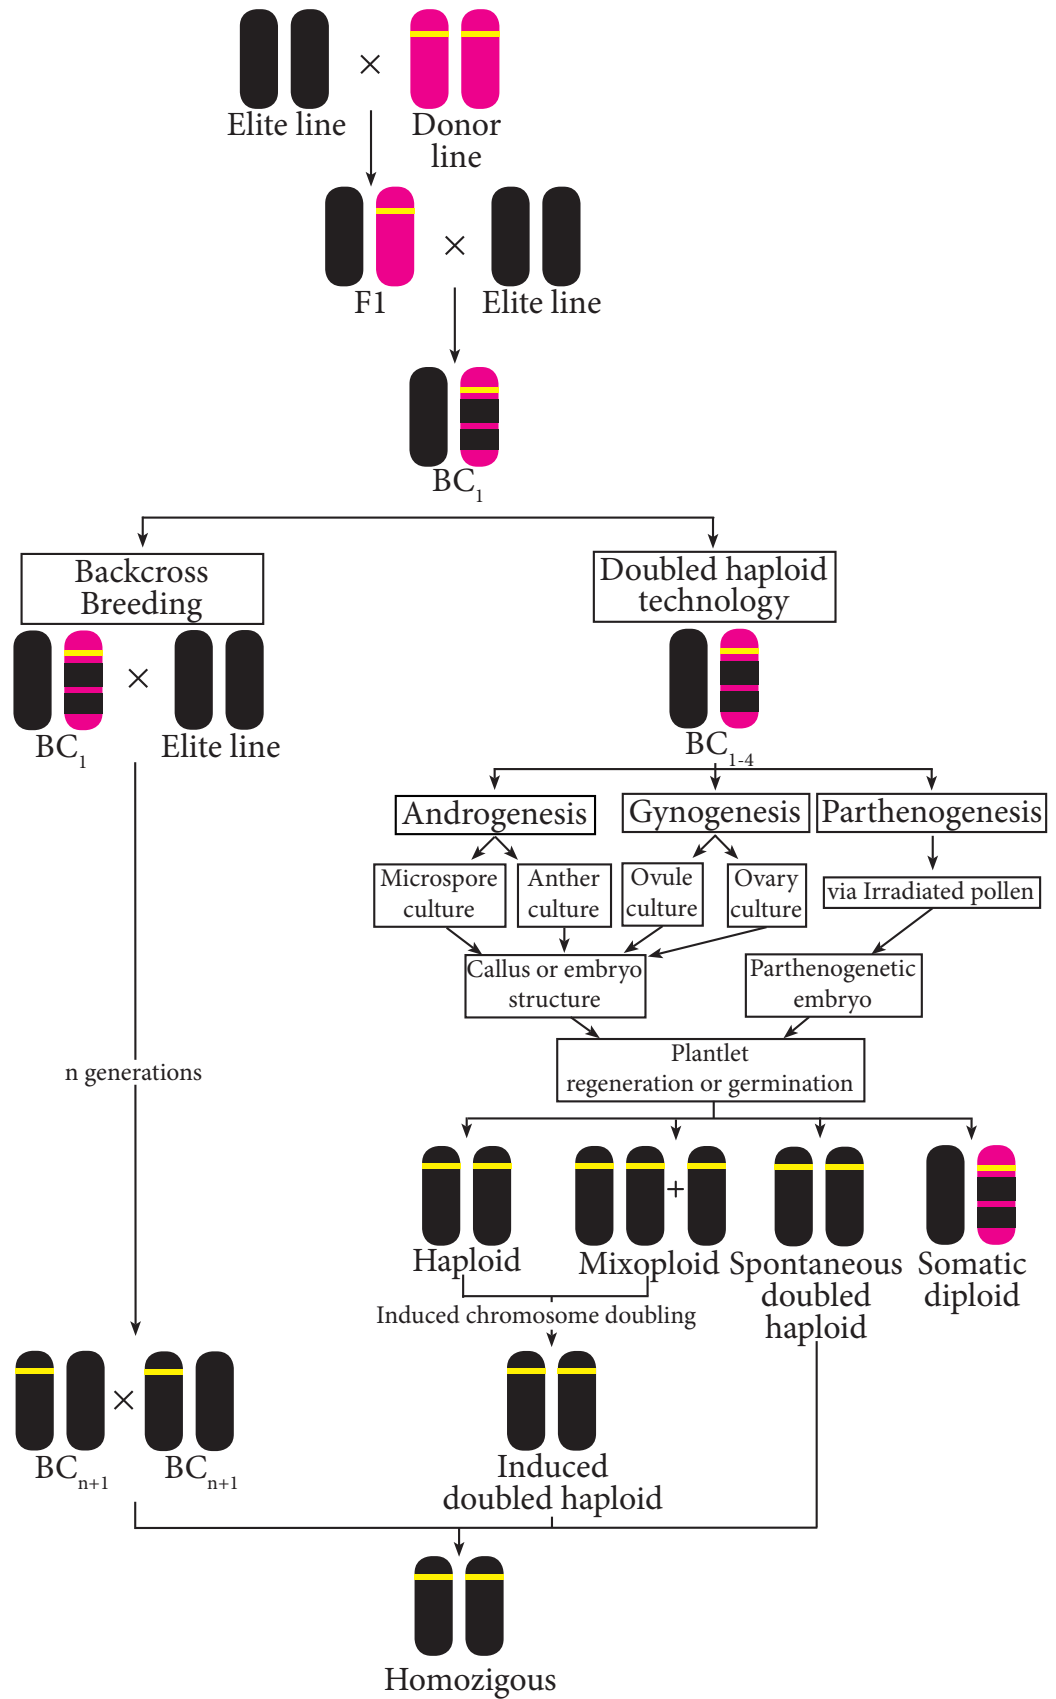 ×
Elite line
Donor
line
×
F1
Elite line
BC1
Backcross
Breeding
Doubled haploid
technology
×
BC1
Elite line
BC1-4
Androgenesis
Gynogenesis
Parthenogenesis
Microspore
culture
Anther
culture
Ovule
culture
Ovary
culture
via Irradiated pollen
Callus or embryo
structure
Parthenogenetic
embryo
Plantlet
regeneration or germination
n generations
+
Haploid
Mixoploid
Spontaneous
doubled
haploid
Somatic
diploid
Induced chromosome doubling
×
BCn+1
BCn+1
Induced
doubled haploid
Homozigous